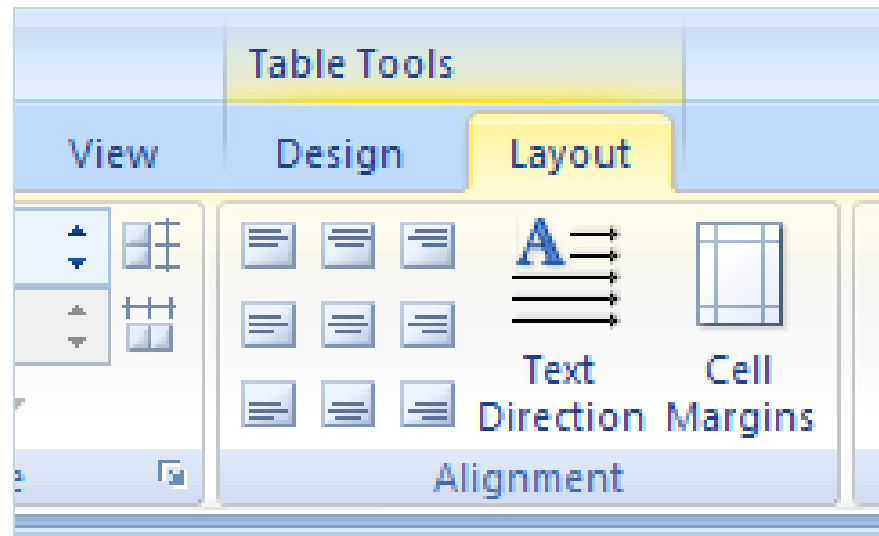 Table Tools
View Design Layout
Text
Direction
Cell
Margins
Alignment